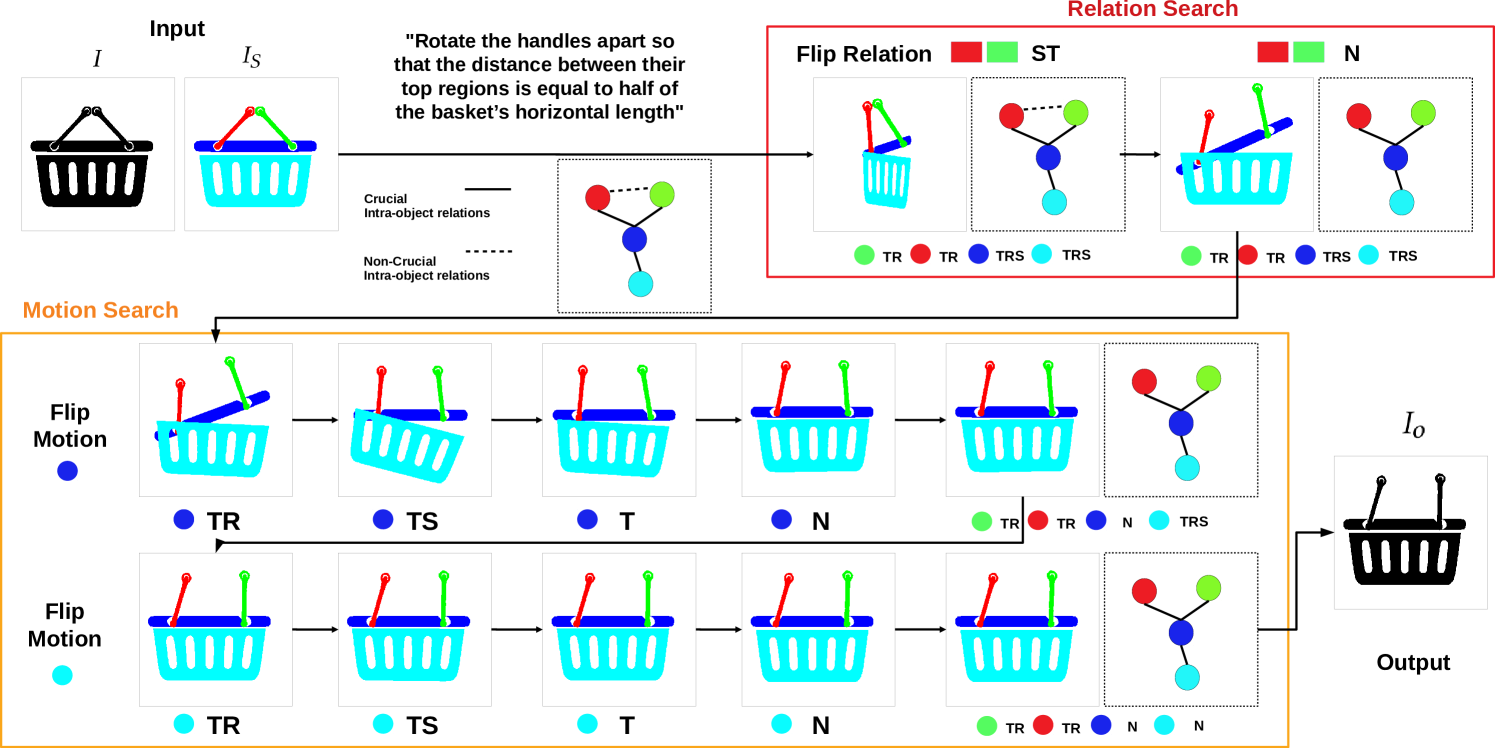 Relation Search
Input
I
I_S
"Rotate the handles apart so
that the distance between their
top regions is equal to half of
the basket's horizontal length"
Flip Relation
ST
N
Crucial
Intra-object relations
Non-Crucial
Intra-object relations
TR TR TRS TRS
TR TR TRS TRS
Motion Search
Flip
Motion
TR
TS
T
N
TR TR N TRS
I_o
Flip
Motion
TR
TS
T
N
TR TR N N
Output